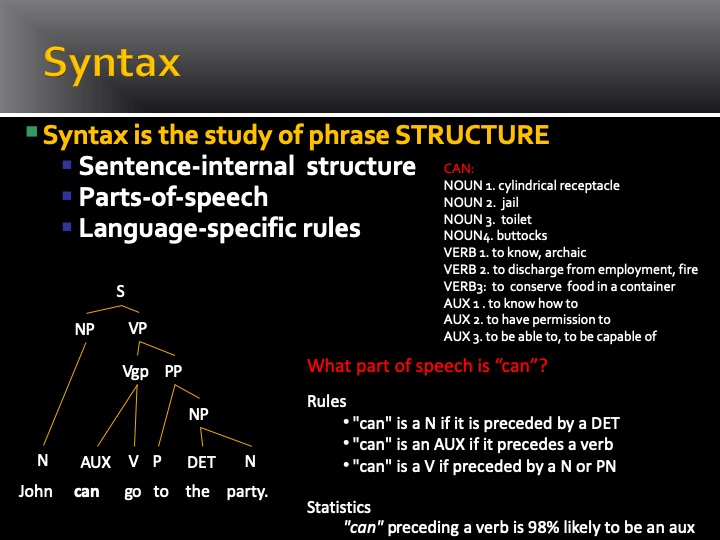 Syntax
Syntax is the study of phrase STRUCTURE
Sentence-internal structure
Parts-of-speech
Language-specific rules
CAN:
NOUN 1. cylindrical receptacle
NOUN 2. jail
NOUN 3. toilet
NOUN4. buttocks
VERB 1. to know, archaic
VERB 2. to discharge from employment, fire
VERB3: to conserve food in a container
AUX 1 . to know how to
AUX 2. to have permission to
AUX 3. to be able to, to be capable of
S
NP VP
Vgp PP
NP
N AUX V P DET N
John can go to the party.
What part of speech is “can”?
Rules
• "can" is a N if it is preceded by a DET
• "can" is an AUX if it precedes a verb
• "can" is a V if preceded by a N or PN
Statistics
"can" preceding a verb is 98% likely to be an aux